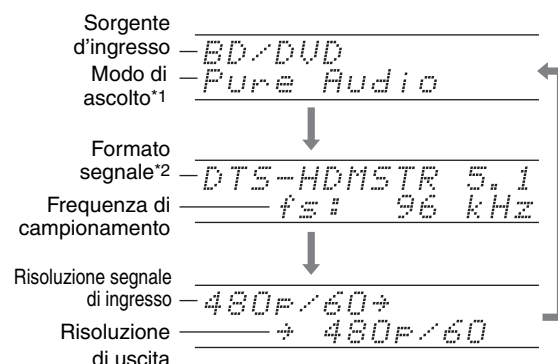 Sorgente
d'ingresso
BD/DVD
Modo di
ascolto*1
Pure Audio
Formato
segnale*2
DTS-HDMSTR 5.1
Frequenza di
campionamento
fs: 96 kHz
Risoluzione segnale
di ingresso
480p/60→
Risoluzione
di uscita
→ 480p/60